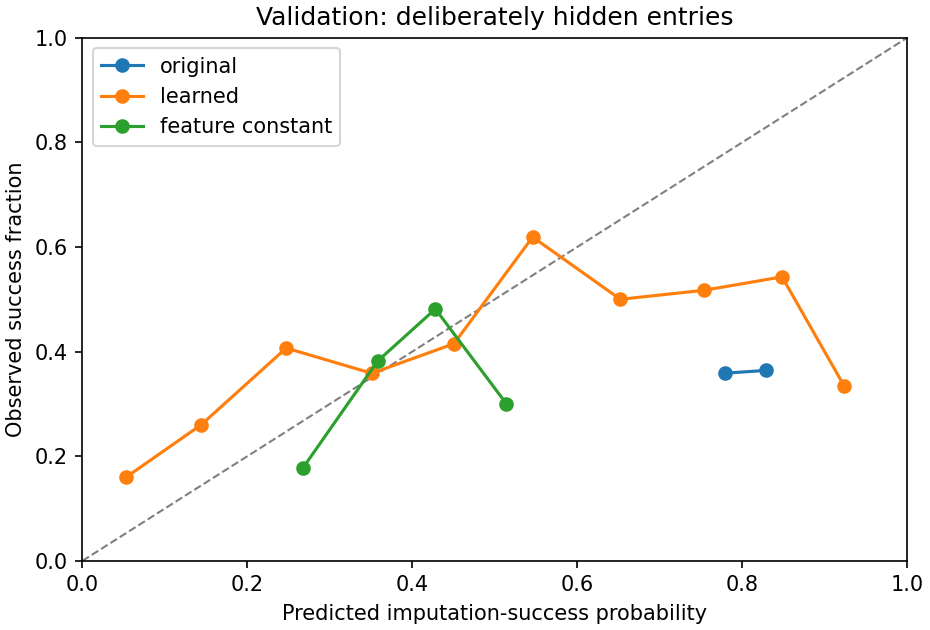 Validation: deliberately hidden entries
original
learned
feature constant
1.0
0.8
0.6
0.4
0.2
0.0
Observed success fraction
0.0 0.2 0.4 0.6 0.8 1.0
Predicted imputation-success probability